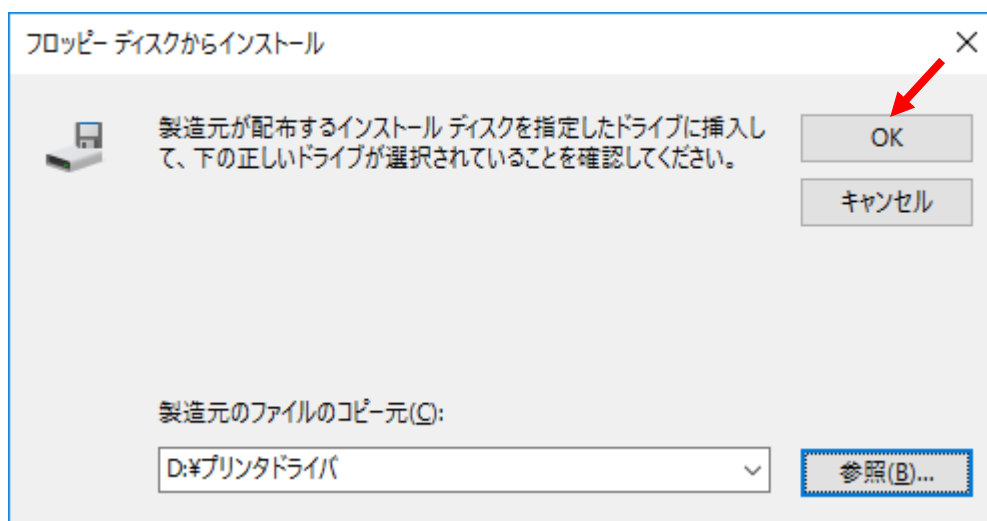 フロッピー ディスクからインストール
製造元が配布するインストール ディスクを指定したドライブに挿入し
て、下の正しいドライブが選択されていることを確認してください。
OK
キャンセル
製造元のファイルのコピー元(C):
D:¥プリンタドライバ
参照(B)...